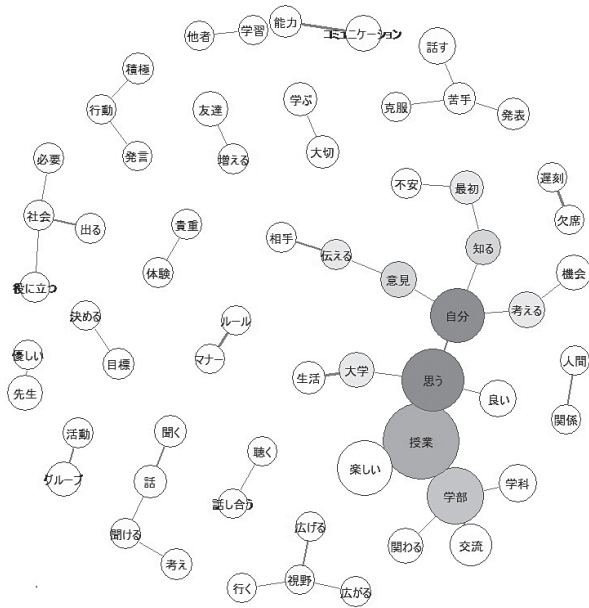 能力
コミュニケーション
学習
他者
話す
積極
苦手
克服
発表
行動
友達
学ぶ
発言
増える
大切
必要
遅刻
欠席
不安
最初
社会
出る
貴重
相手
伝える
知る
意見
機会
体験
役に立つ
決める
ルール
自分
考える
マナー
目標
優しい
先生
生活
大学
思う
良い
人間
関係
活動
聞く
授業
楽しい
グループ
話
聴く
話し合う
学部
学科
聞ける
考え
広げる
関わる
交流
視野
行く
広がる